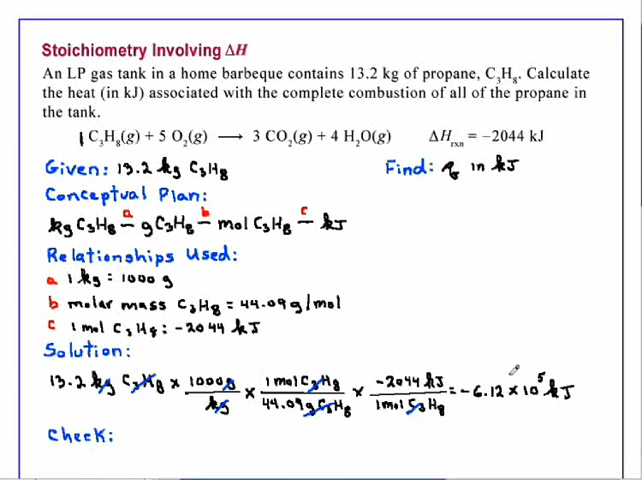 Stoichiometry Involving ΔH
An LP gas tank in a home barbeque contains 13.2 kg of propane, C₃H₈. Calculate
the heat (in kJ) associated with the complete combustion of all of the propane in
the tank.
1 C₃H₈(g) + 5 O₂(g) ⟶ 3 CO₂(g) + 4 H₂O(g) ΔHrxn = −2044 kJ
Given: 13.2 kg C₃H₈ Find: q in kJ
Conceptual Plan:
kg C₃H₈ –a– g C₃H₈ –b– mol C₃H₈ –c– kJ
Relationships Used:
a 1 kg = 1000 g
b molar mass C₃H₈ = 44.09 g/mol
c 1 mol C₃H₈ : -2044 kJ
Solution:
13.2 kg C₃H₈ × 1000g/kg × 1 mol C₃H₈/44.09 g C₃H₈ × -2044 kJ/1 mol C₃H₈ = -6.12 × 10⁵ kJ
Check: